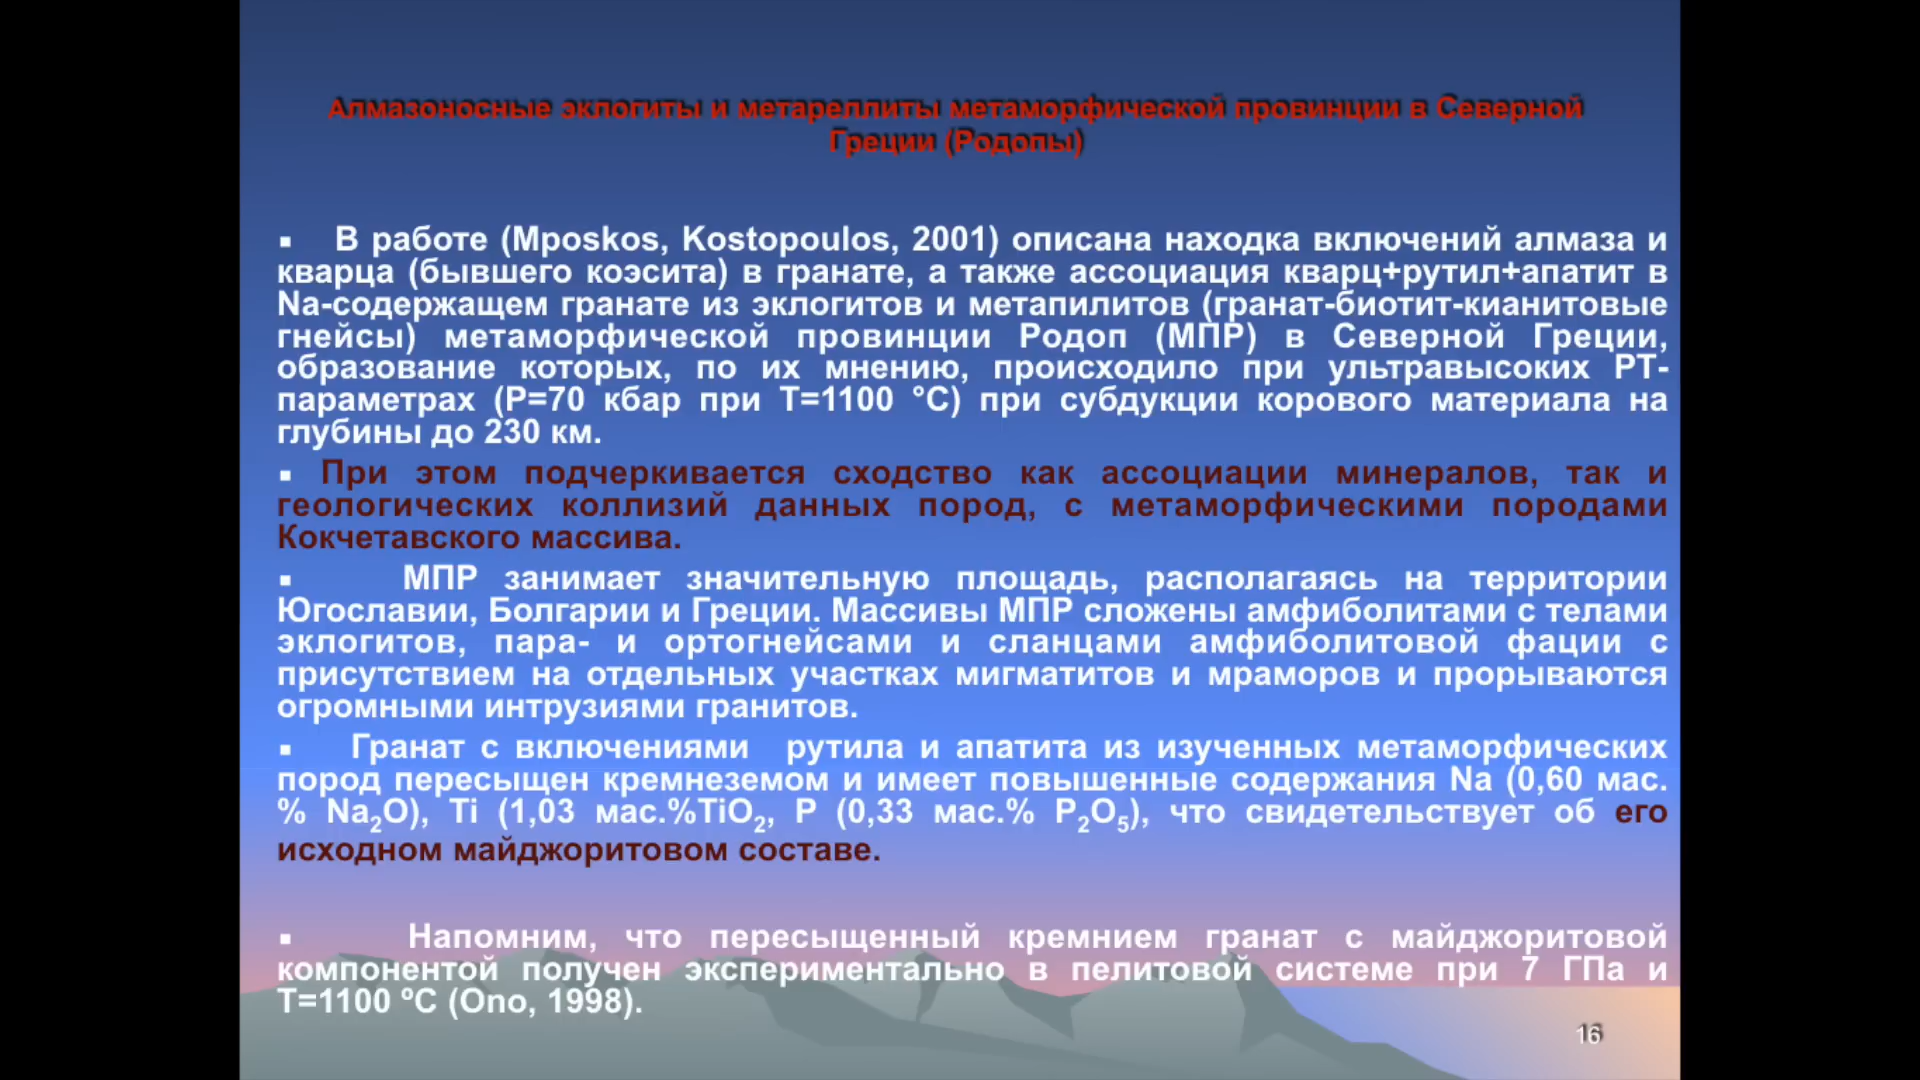 Алмазоносные эклогиты и метареллиты метаморфической провинции в Северной
Греции (Родопы)
▪ В работе (Mposkos, Kostopoulos, 2001) описана находка включений алмаза и
кварца (бывшего коэсита) в гранате, а также ассоциация кварц+рутил+апатит в
Na-содержащем гранате из эклогитов и метапилитов (гранат-биотит-кианитовые
гнейсы) метаморфической провинции Родоп (МПР) в Северной Греции,
образование которых, по их мнению, происходило при ультравысоких РТ-
параметрах (Р=70 кбар при Т=1100 °С) при субдукции корового материала на
глубины до 230 км.
▪ При этом подчеркивается сходство как ассоциации минералов, так и
геологических коллизий данных пород, с метаморфическими породами
Кокчетавского массива.
▪ МПР занимает значительную площадь, располагаясь на территории
Югославии, Болгарии и Греции. Массивы МПР сложены амфиболитами с телами
эклогитов, пара- и ортогнейсами и сланцами амфиболитовой фации с
присутствием на отдельных участках мигматитов и мраморов и прорываются
огромными интрузиями гранитов.
▪ Гранат с включениями рутила и апатита из изученных метаморфических
пород пересыщен кремнеземом и имеет повышенные содержания Na (0,60 мас.
% Na₂O), Ti (1,03 мас.%TiO₂, P (0,33 мас.% P₂O₅), что свидетельствует об его
исходном майджоритовом составе.
▪ Напомним, что пересыщенный кремнием гранат с майджоритовой
компонентой получен экспериментально в пелитовой системе при 7 ГПа и
Т=1100 ºС (Ono, 1998).
16